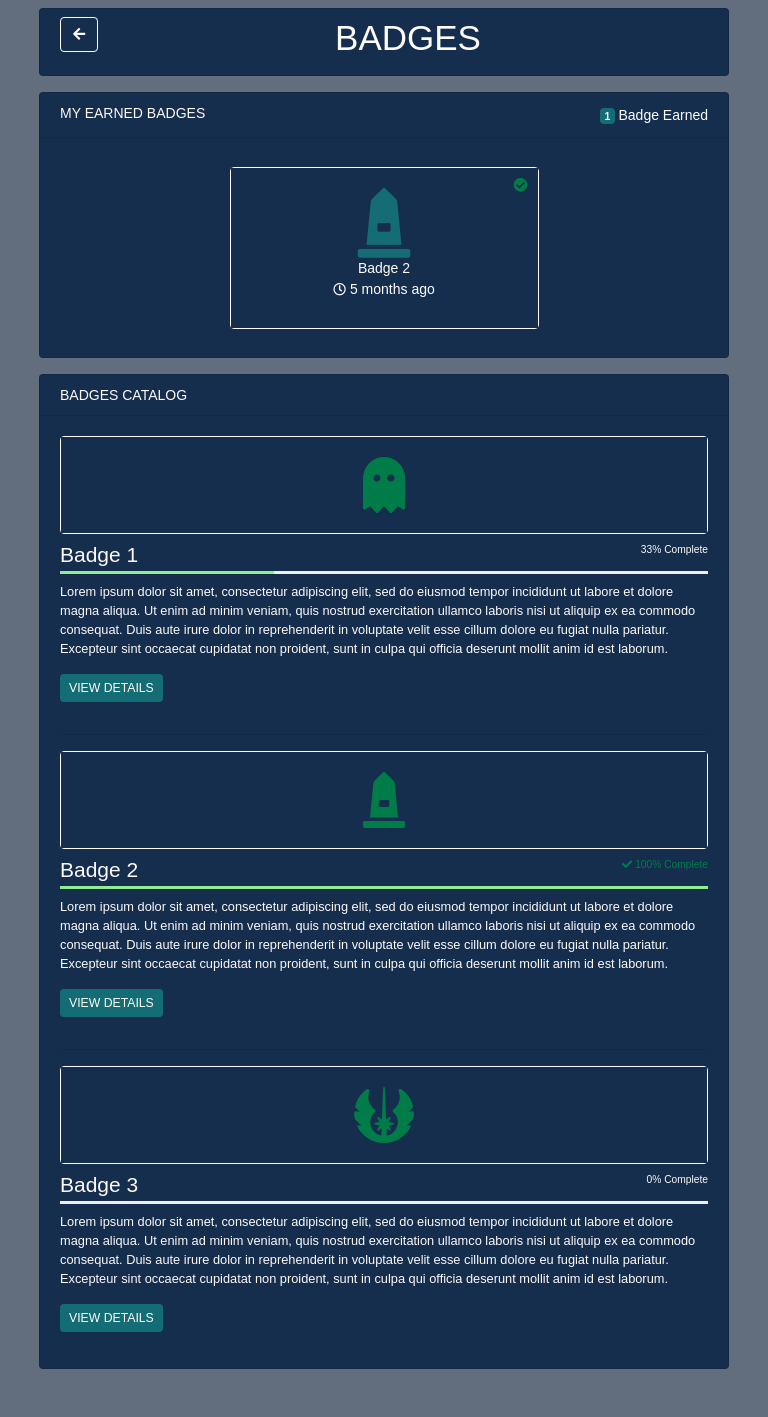 BADGES
MY EARNED BADGES
1 Badge Earned
Badge 2
5 months ago
BADGES CATALOG
Badge 1
33% Complete
Lorem ipsum dolor sit amet, consectetur adipiscing elit, sed do eiusmod tempor incididunt ut labore et dolore
magna aliqua. Ut enim ad minim veniam, quis nostrud exercitation ullamco laboris nisi ut aliquip ex ea commodo
consequat. Duis aute irure dolor in reprehenderit in voluptate velit esse cillum dolore eu fugiat nulla pariatur.
Excepteur sint occaecat cupidatat non proident, sunt in culpa qui officia deserunt mollit anim id est laborum.
VIEW DETAILS
Badge 2
100% Complete
Lorem ipsum dolor sit amet, consectetur adipiscing elit, sed do eiusmod tempor incididunt ut labore et dolore
magna aliqua. Ut enim ad minim veniam, quis nostrud exercitation ullamco laboris nisi ut aliquip ex ea commodo
consequat. Duis aute irure dolor in reprehenderit in voluptate velit esse cillum dolore eu fugiat nulla pariatur.
Excepteur sint occaecat cupidatat non proident, sunt in culpa qui officia deserunt mollit anim id est laborum.
VIEW DETAILS
Badge 3
0% Complete
Lorem ipsum dolor sit amet, consectetur adipiscing elit, sed do eiusmod tempor incididunt ut labore et dolore
magna aliqua. Ut enim ad minim veniam, quis nostrud exercitation ullamco laboris nisi ut aliquip ex ea commodo
consequat. Duis aute irure dolor in reprehenderit in voluptate velit esse cillum dolore eu fugiat nulla pariatur.
Excepteur sint occaecat cupidatat non proident, sunt in culpa qui officia deserunt mollit anim id est laborum.
VIEW DETAILS